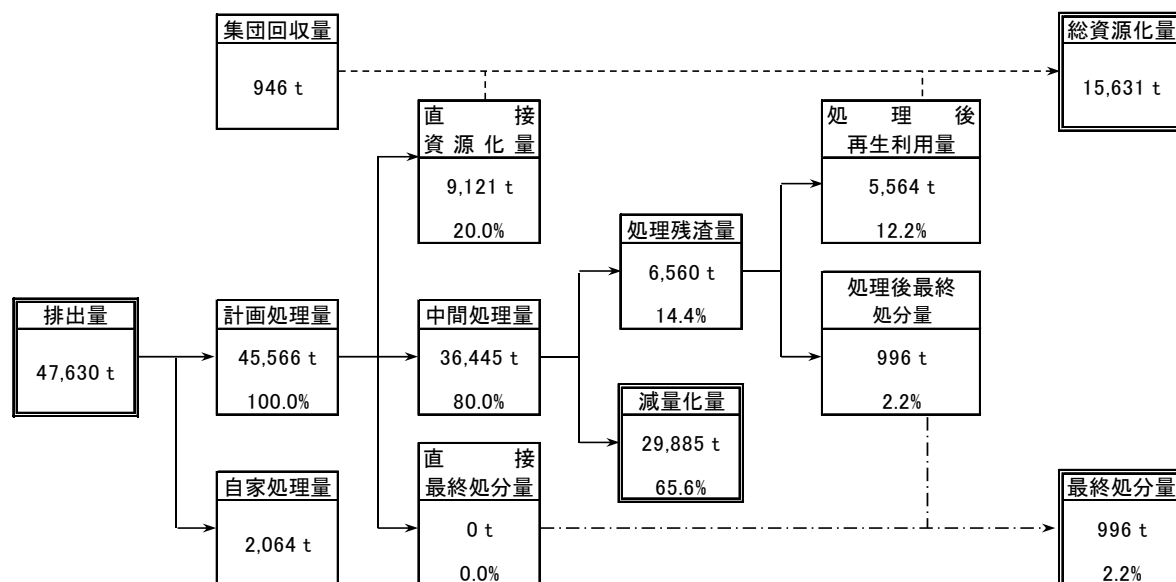 集団回収量
946 t
総資源化量
15,631 t
直　接
資源化量
9,121 t
20.0%
処　理　後
再生利用量
5,564 t
12.2%
処理残渣量
6,560 t
14.4%
処理後最終
処分量
996 t
2.2%
排出量
47,630 t
計画処理量
45,566 t
100.0%
中間処理量
36,445 t
80.0%
減量化量
29,885 t
65.6%
自家処理量
2,064 t
直　接
最終処分量
0 t
0.0%
最終処分量
996 t
2.2%